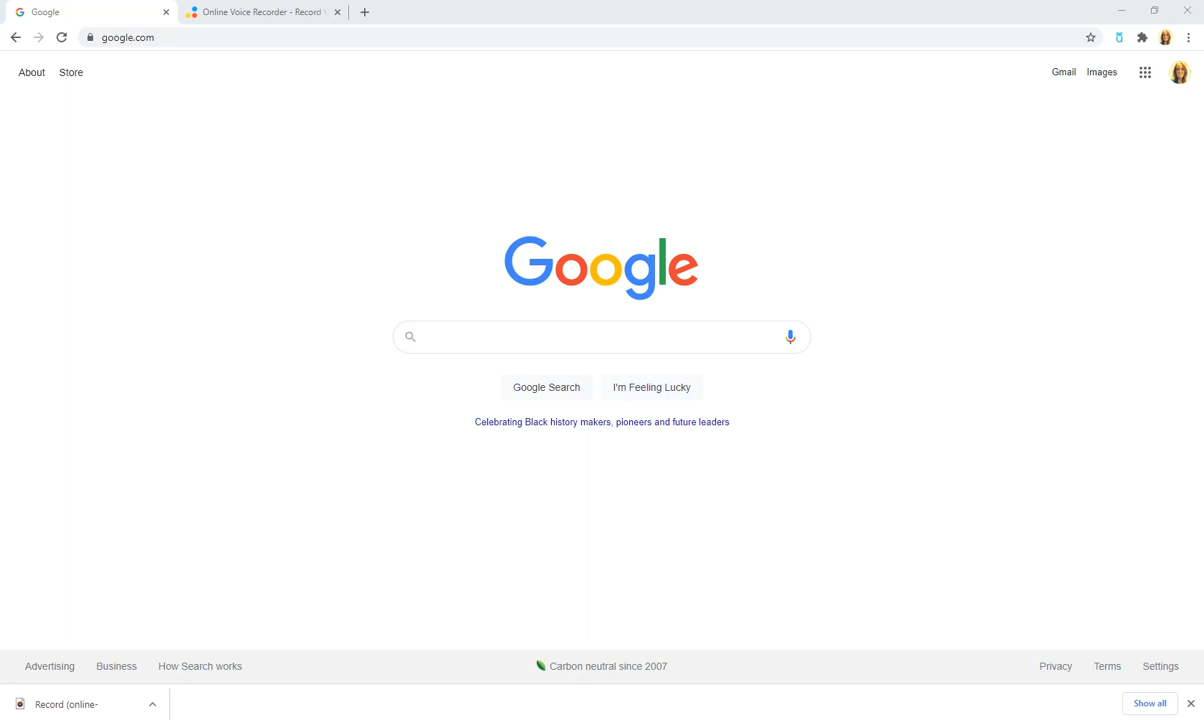 Google
Online Voice Recorder - Record
google.com
About
Store
Gmail
Images
Google
Google Search
I'm Feeling Lucky
Celebrating Black history makers, pioneers and future leaders
Advertising
Business
How Search works
Carbon neutral since 2007
Privacy
Terms
Settings
Record (online-
Show all